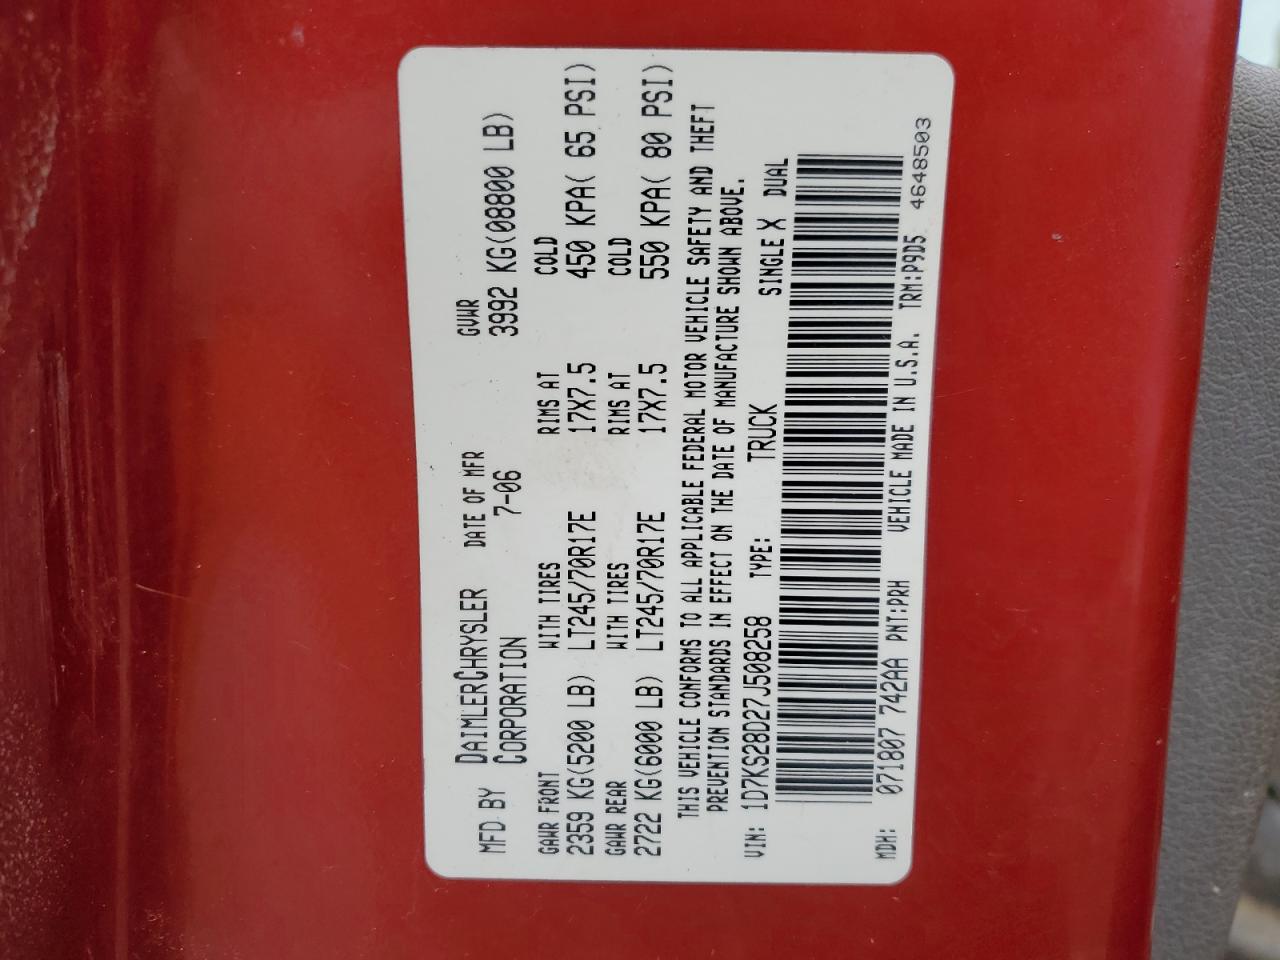 MFD BY DAIMLERCHRYSLER DATE OF MFR GVWR
CORPORATION 7-06 3992 KG(08800 LB)
GAWR FRONT WITH TIRES RIMS AT COLD
2359 KG(5200 LB) LT245/70R17E 17X7.5 450 KPA( 65 PSI)
GAWR REAR WITH TIRES RIMS AT COLD
2722 KG(6000 LB) LT245/70R17E 17X7.5 550 KPA( 80 PSI)
THIS VEHICLE CONFORMS TO ALL APPLICABLE FEDERAL MOTOR VEHICLE SAFETY AND THEFT
PREVENTION STANDARDS IN EFFECT ON THE DATE OF MANUFACTURE SHOWN ABOVE.
VIN: 1D7KS28D27J508258 TYPE: TRUCK SINGLE X DUAL
MDH: 071807 742AA PNT:PRH VEHICLE MADE IN U.S.A. TRM:P9D5 4648503